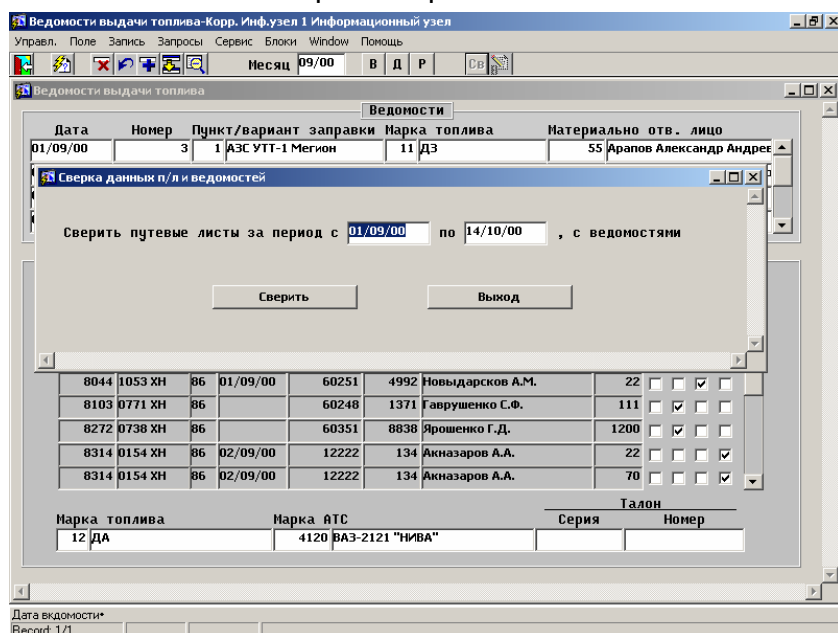 Ведомости выдачи топлива-Корр. Инф.узел 1 Информационный узел
Управл. Поле Запись Запросы Сервис Блоки Window Помощь
Месяц 09/00 В Д Р Св
Ведомости выдачи топлива
Ведомости
Дата Номер Пункт/вариант заправки Марка топлива Материально отв. лицо
01/09/00 3 1 АЗС УТТ-1 Мегион 11 ДЗ 55 Арапов Александр Андрее
Сверка данных п/л и ведомостей
Сверить путевые листы за период с 01/09/00 по 14/10/00 , с ведомостями
Сверить Выход
8044 1053 ХН 86 01/09/00 60251 4992 Новыдарсков А.М. 22
8103 0771 ХН 86 60248 1371 Гаврушенко С.Ф. 111
8272 0738 ХН 86 60351 8838 Ярошенко Г.Д. 1200
8314 0154 ХН 86 02/09/00 12222 134 Акназаров А.А. 22
8314 0154 ХН 86 02/09/00 12222 134 Акназаров А.А. 70
Талон
Марка топлива Марка АТС Серия Номер
12 ДА 4120 ВАЗ-2121 "НИВА"
Дата вкдомости•
Record: 1/1